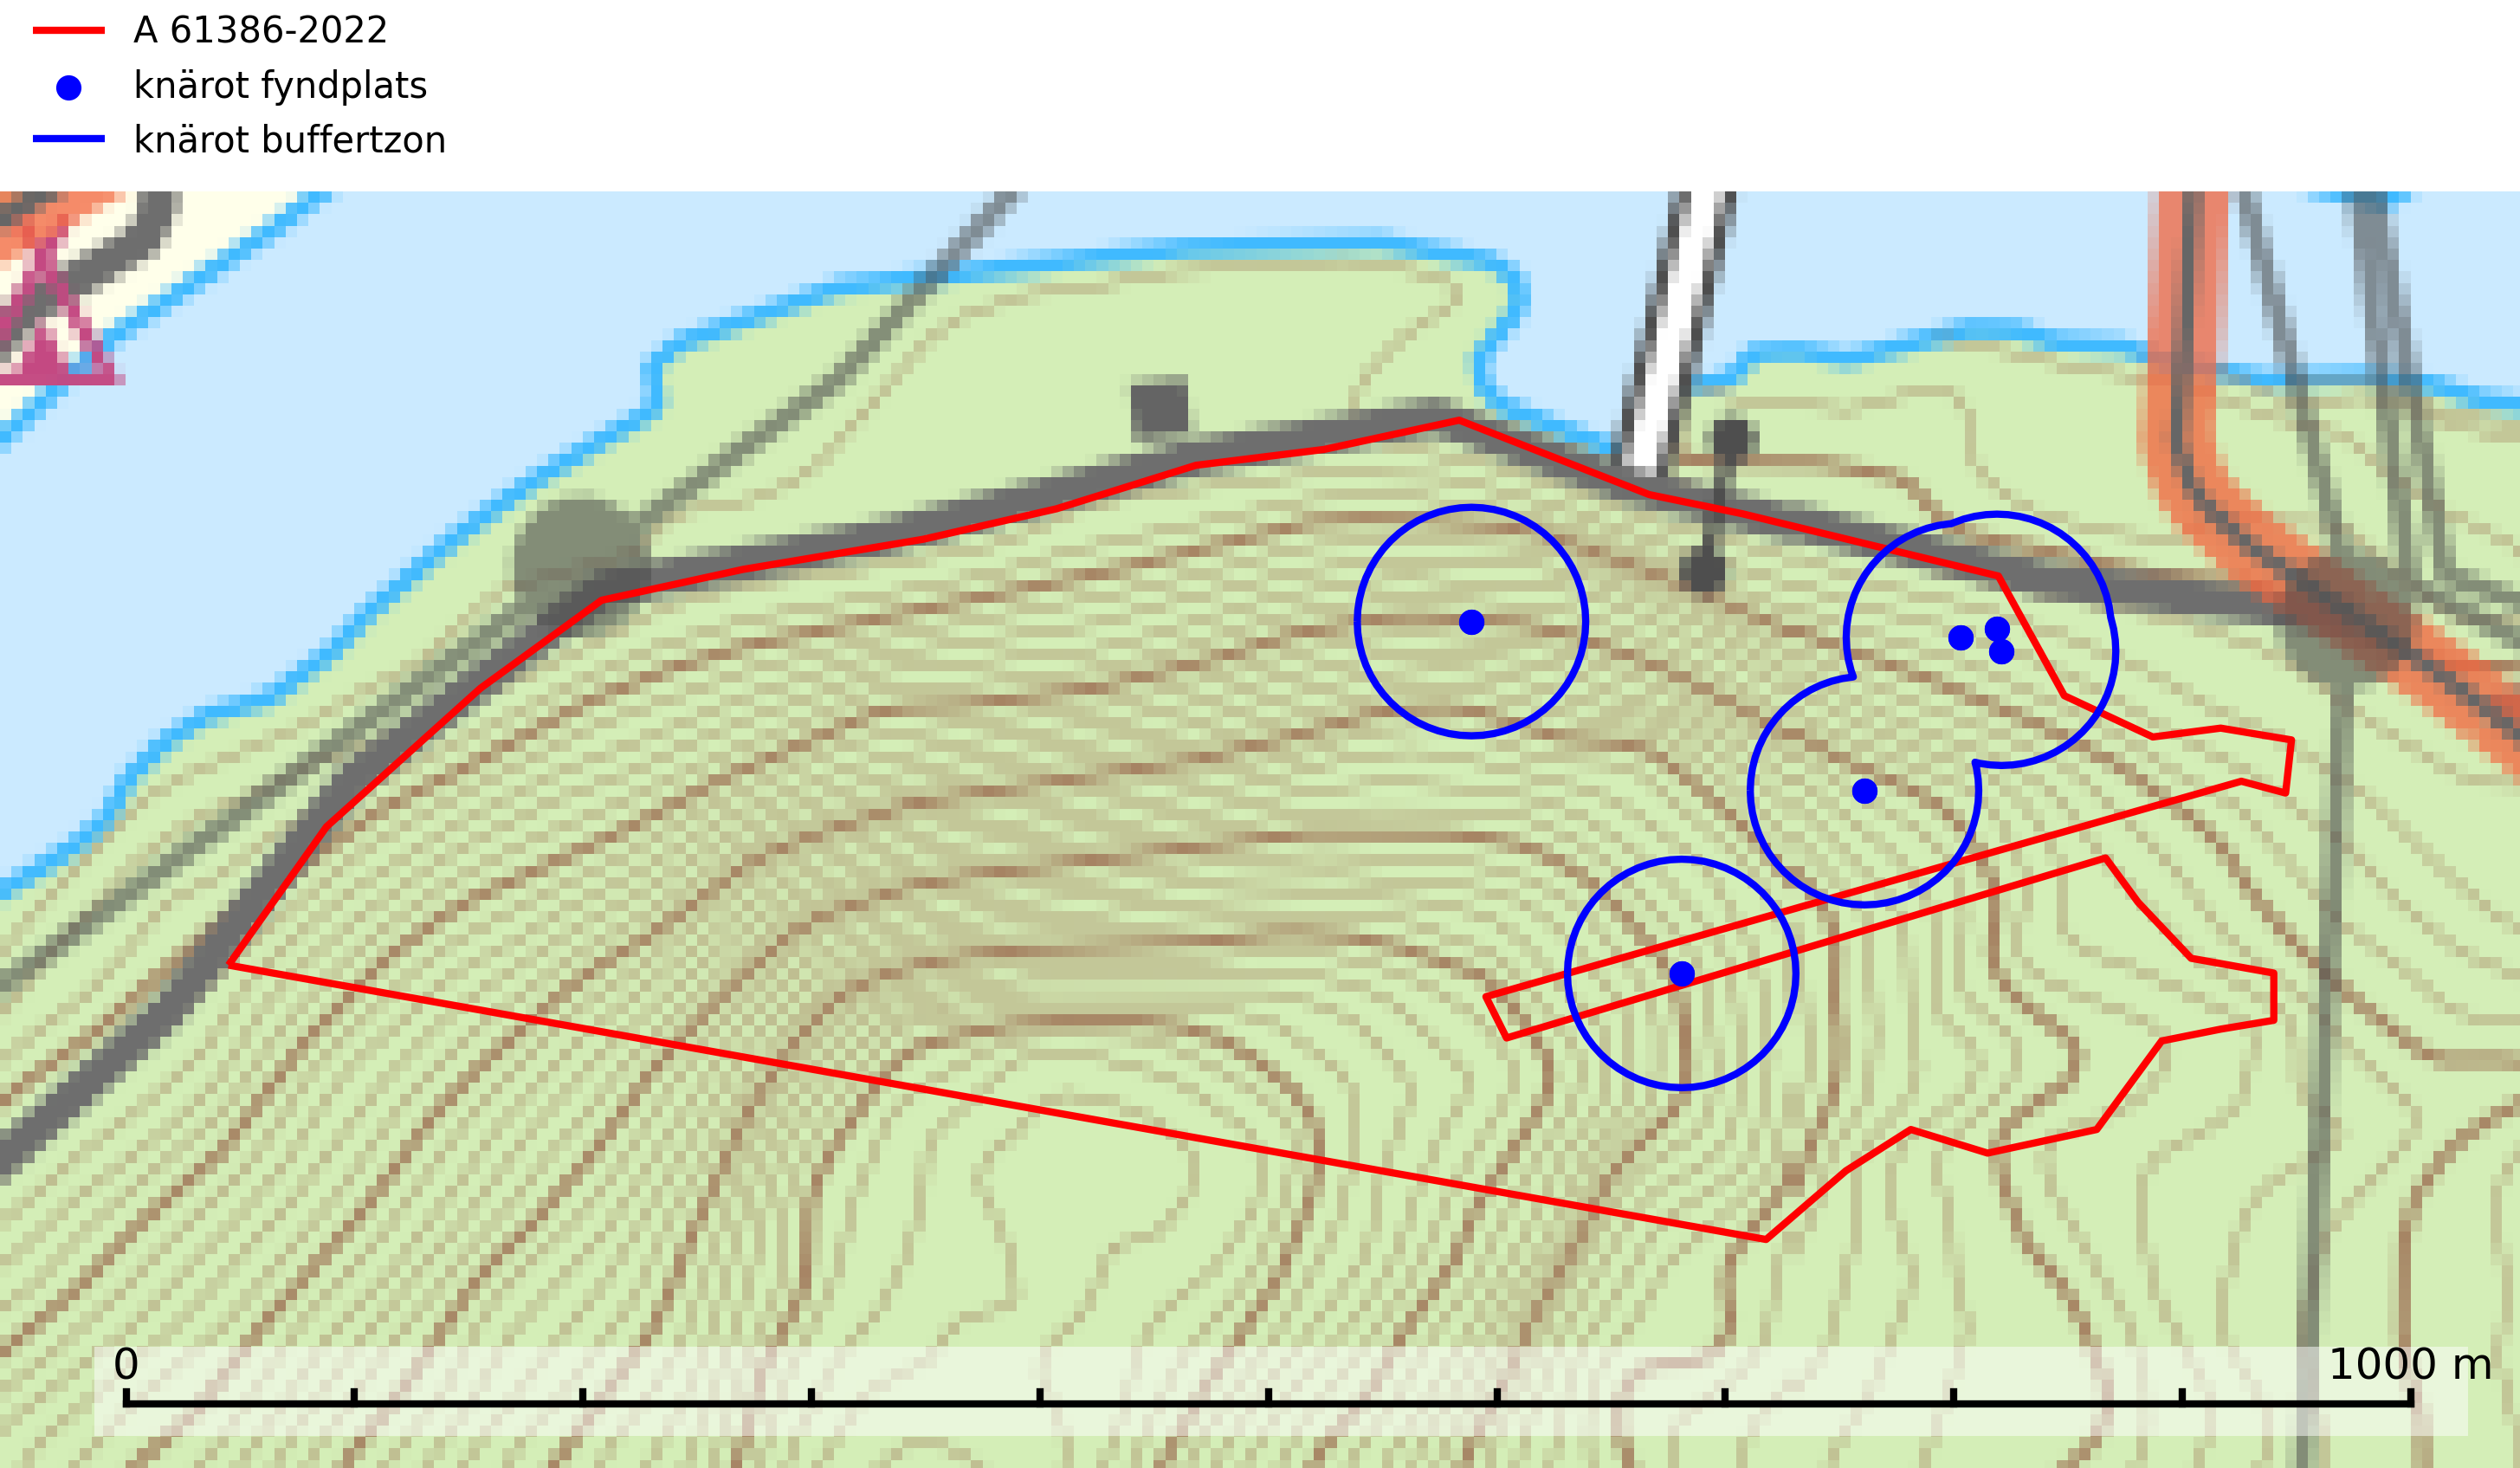 A 61386-2022
knärot fyndplats
knärot buffertzon
0
1000 m